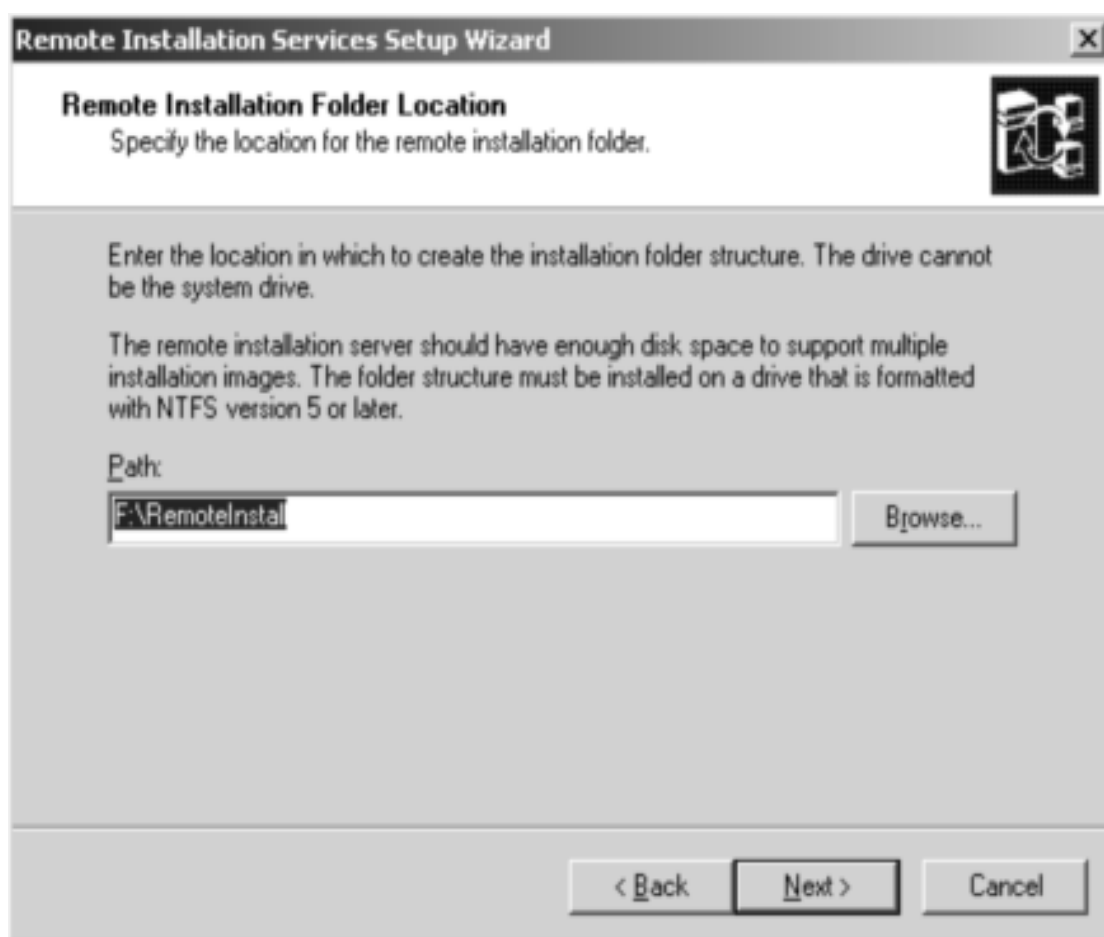 Remote Installation Services Setup Wizard
Remote Installation Folder Location
Specify the location for the remote installation folder.
Enter the location in which to create the installation folder structure. The drive cannot
be the system drive.
The remote installation server should have enough disk space to support multiple
installation images. The folder structure must be installed on a drive that is formatted
with NTFS version 5 or later.
Path:
F:\RemoteInstall
Browse...
< Back
Next >
Cancel